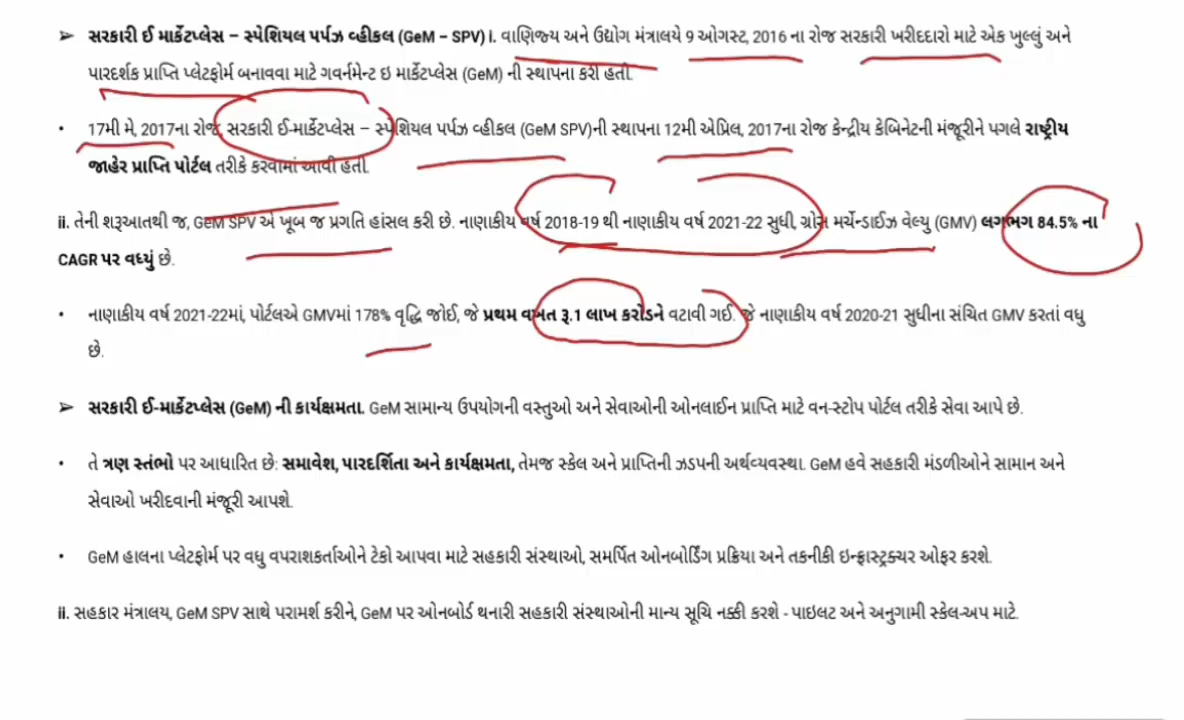 ➢ સરકારી ઈ માર્કેટપ્લેસ – સ્પેશિયલ પર્પઝ વ્હીકલ (GeM – SPV) i. વાણિજ્ય અને ઉદ્યોગ મંત્રાલયે 9 ઓગસ્ટ, 2016 ના રોજ સરકારી ખરીદદારો માટે એક ખુલ્લું અને
પારદર્શક પ્રાપ્તિ પ્લેટફોર્મ બનાવવા માટે ગવર્નમેન્ટ ઇ માર્કેટપ્લેસ (GeM) ની સ્થાપના કરી હતી.
• 17મી મે, 2017ના રોજ, સરકારી ઈ-માર્કેટપ્લેસ – સ્પેશિયલ પર્પઝ વ્હીકલ (GeM SPV)ની સ્થાપના 12મી એપ્રિલ, 2017ના રોજ કેન્દ્રીય કેબિનેટની મંજૂરીને પગલે રાષ્ટ્રીય
જાહેર પ્રાપ્તિ પોર્ટલ તરીકે કરવામાં આવી હતી.
ii. તેની શરૂઆતથી જ, GeM SPV એ ખૂબ જ પ્રગતિ હાંસલ કરી છે. નાણાકીય વર્ષ 2018-19 થી નાણાકીય વર્ષ 2021-22 સુધી, ગ્રોસ મર્ચેન્ડાઈઝ વેલ્યુ (GMV) લગભગ 84.5% ના
CAGR પર વધ્યું છે.
• નાણાકીય વર્ષ 2021-22માં, પોર્ટલએ GMVમાં 178% વૃદ્ધિ જોઈ, જે પ્રથમ વખત રૂ.1 લાખ કરોડને વટાવી ગઈ. જે નાણાકીય વર્ષ 2020-21 સુધીના સંચિત GMV કરતાં વધુ
છે.
➢ સરકારી ઈ-માર્કેટપ્લેસ (GeM) ની કાર્યક્ષમતા. GeM સામાન્ય ઉપયોગની વસ્તુઓ અને સેવાઓની ઓનલાઈન પ્રાપ્તિ માટે વન-સ્ટોપ પોર્ટલ તરીકે સેવા આપે છે.
• તે ત્રણ સ્તંભો પર આધારિત છે: સમાવેશ, પારદર્શિતા અને કાર્યક્ષમતા, તેમજ સ્કેલ અને પ્રાપ્તિની ઝડપની અર્થવ્યવસ્થા. GeM હવે સહકારી મંડળીઓને સામાન અને
સેવાઓ ખરીદવાની મંજૂરી આપશે.
• GeM હાલના પ્લેટફોર્મ પર વધુ વપરાશકર્તાઓને ટેકો આપવા માટે સહકારી સંસ્થાઓ, સમર્પિત ઓનબોર્ડિંગ પ્રક્રિયા અને તકનીકી ઇન્ફ્રાસ્ટ્રક્ચર ઓફર કરશે.
ii. સહકાર મંત્રાલય, GeM SPV સાથે પરામર્શ કરીને, GeM પર ઓનબોર્ડ થનારી સહકારી સંસ્થાઓની માન્ય સૂચિ નક્કી કરશે - પાઇલટ અને અનુગામી સ્કેલ-અપ માટે.